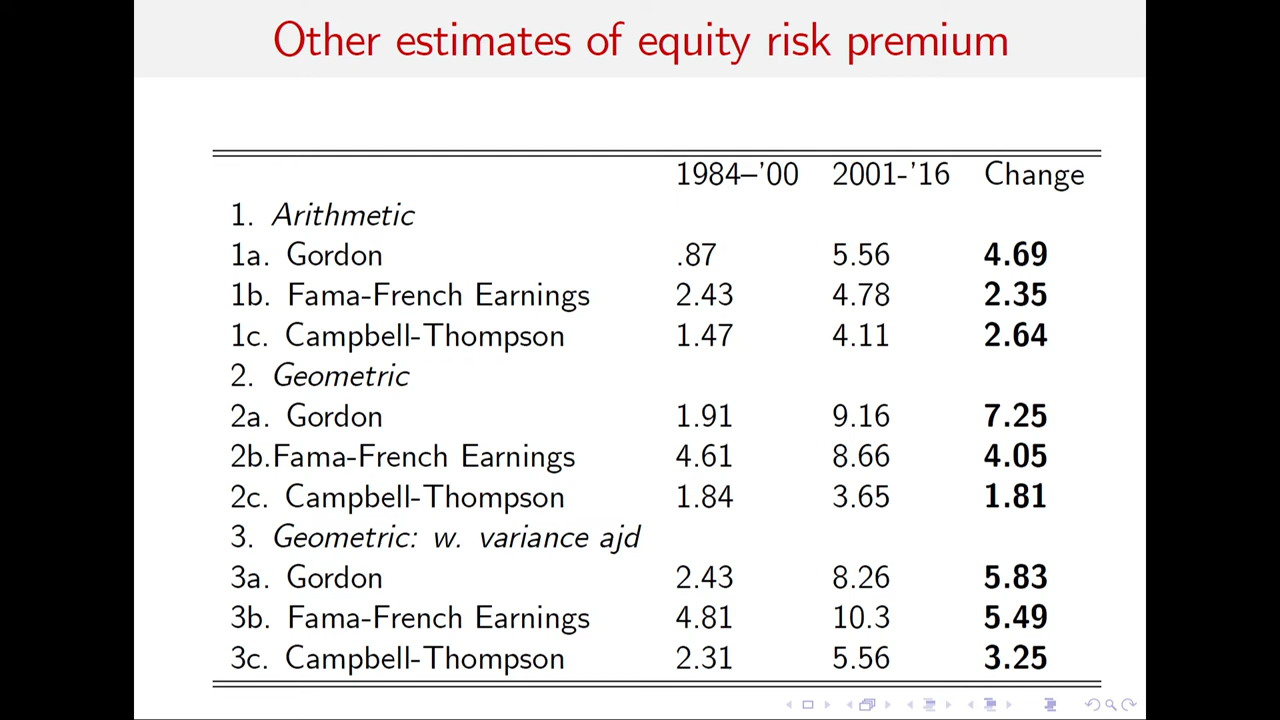 Other estimates of equity risk premium
1984–'00 2001-'16 Change
1. Arithmetic
1a. Gordon .87 5.56 4.69
1b. Fama-French Earnings 2.43 4.78 2.35
1c. Campbell-Thompson 1.47 4.11 2.64
2. Geometric
2a. Gordon 1.91 9.16 7.25
2b.Fama-French Earnings 4.61 8.66 4.05
2c. Campbell-Thompson 1.84 3.65 1.81
3. Geometric: w. variance ajd
3a. Gordon 2.43 8.26 5.83
3b. Fama-French Earnings 4.81 10.3 5.49
3c. Campbell-Thompson 2.31 5.56 3.25